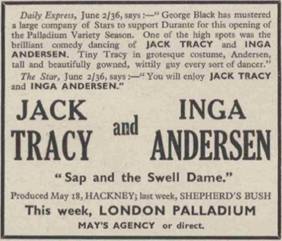 Daily Express, June 2/36, says :—" George Black has mustered
a large company of Stars to support Durante for this opening of
the Palladium Variety Season. One of the high spots was the
brilliant comedy dancing of JACK TRACY and INGA
ANDERSEN. Tiny Tracy in grotesque costume, Andersen,
tall and beautifully gowned, wittily guy every sort of dancer."
The Star, June 2/36, says :—" You will enjoy JACK TRACY
and INGA ANDERSEN."
JACK TRACY and INGA ANDERSEN
"Sap and the Swell Dame."
Produced May 18, HACKNEY; last week, SHEPHERD'S BUSH
This week, LONDON PALLADIUM
MAY'S AGENCY or direct.